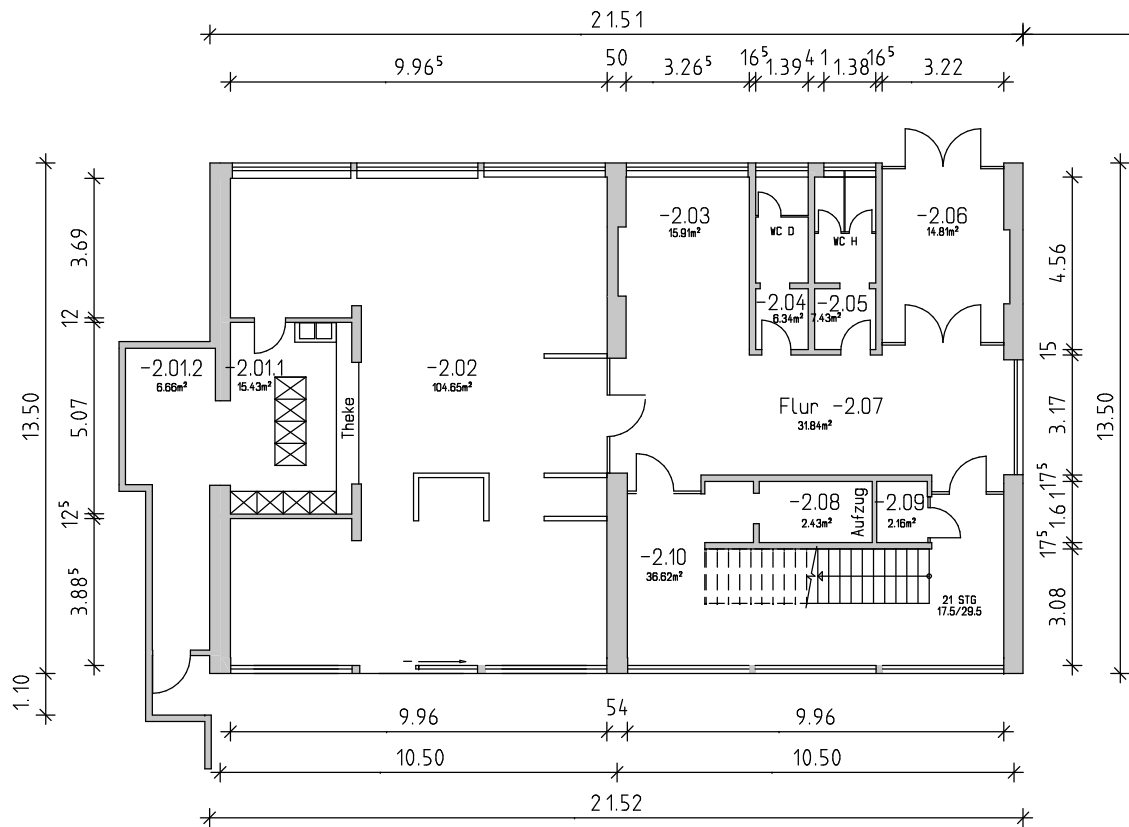 21.51
9.96⁵
50
3.26⁵
16⁵
1.39
41
1.38
16⁵
3.22
13.50
1.10
3.69
12
5.07
12⁵
3.88⁵
-2.03
15.91m²
WC D
WC H
-2.06
14.81m²
-2.04
6.34m²
-2.05
7.43m²
-2.01.2
6.66m²
-2.01.1
15.43m²
Theke
-2.02
104.65m²
Flur -2.07
31.84m²
-2.08
2.43m²
Aufzug
-2.09
2.16m²
-2.10
36.62m²
21 STG
17.5/29.5
4.56
15
3.17
17⁵
1.61
17⁵
3.08
13.50
9.96
54
9.96
10.50
10.50
21.52